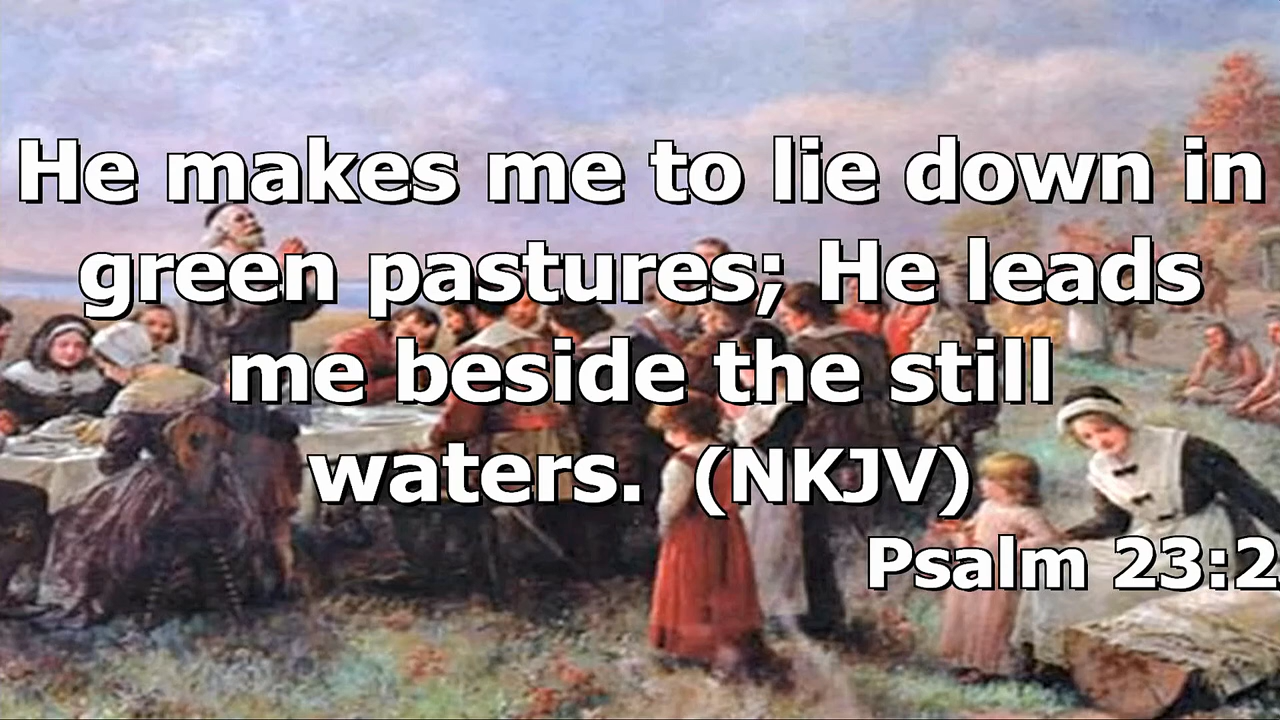 He makes me to lie down in
green pastures; He leads
me beside the still
waters. (NKJV)
Psalm 23:2